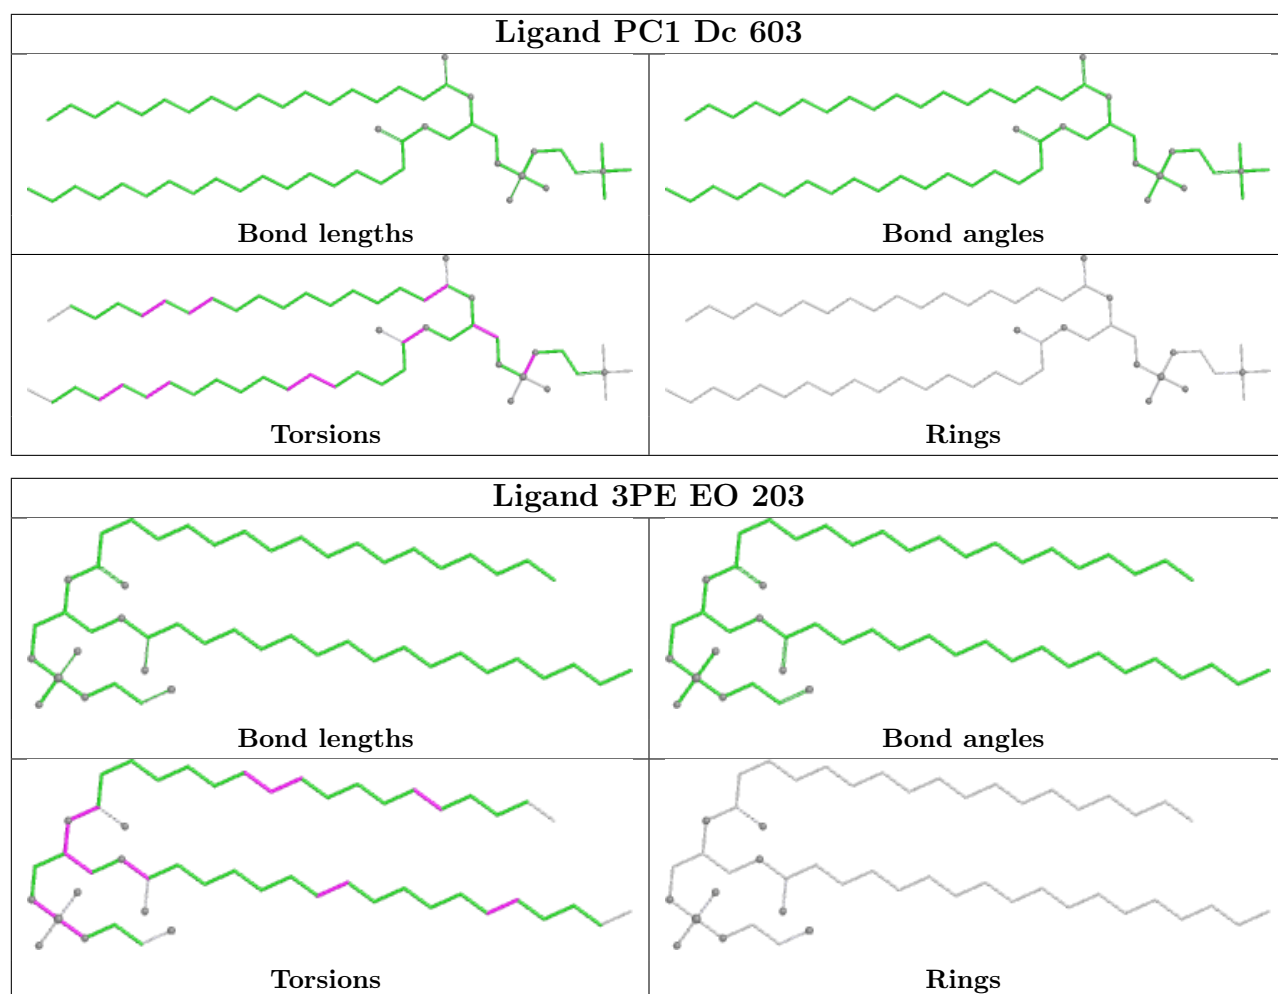 Ligand PC1 Dc 603
Bond lengths
Bond angles
Torsions
Rings
Ligand 3PE EO 203
Bond lengths
Bond angles
Torsions
Rings